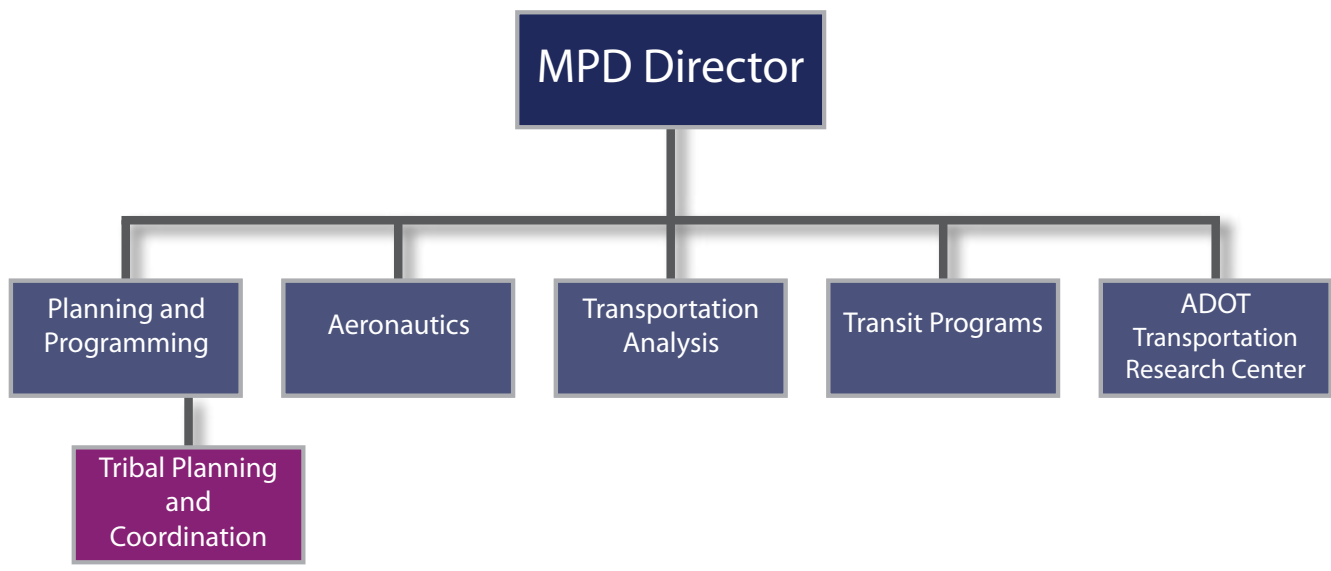 MPD Director
Planning and
Programming
Aeronautics
Transportation
Analysis
Transit Programs
ADOT
Transportation
Research Center
Tribal Planning
and
Coordination